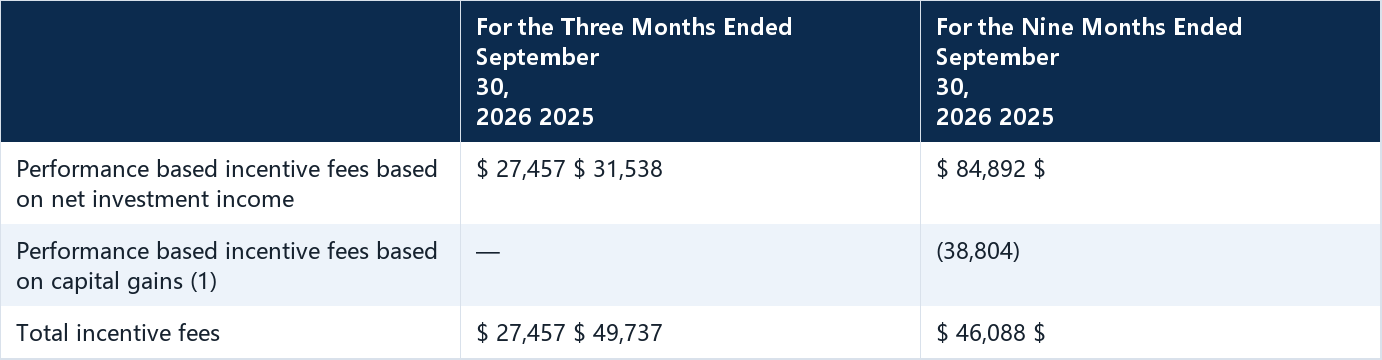 For the Three Months Ended
September
30,
2026 2025
For the Nine Months Ended
September
30,
2026 2025
Performance based incentive fees based
on net investment income
$ 27,457 $ 31,538
$ 84,892 $
Performance based incentive fees based
on capital gains (1)
—
(38,804)
Total incentive fees
$ 27,457 $ 49,737
$ 46,088 $